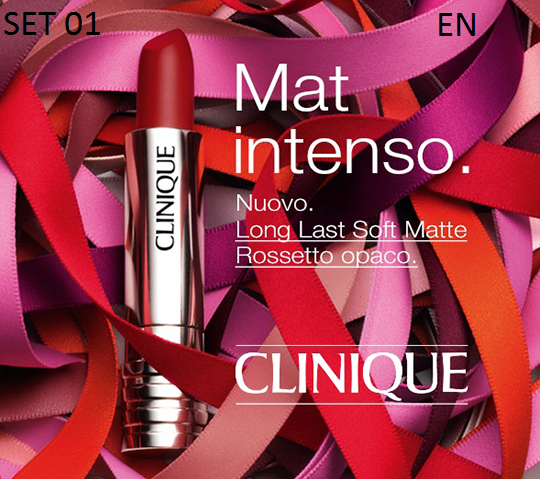 SET 01
EN
Mat
intenso.
Nuovo.
Long Last Soft Matte
Rossetto opaco.
CLINIQUE
CLINIQUE